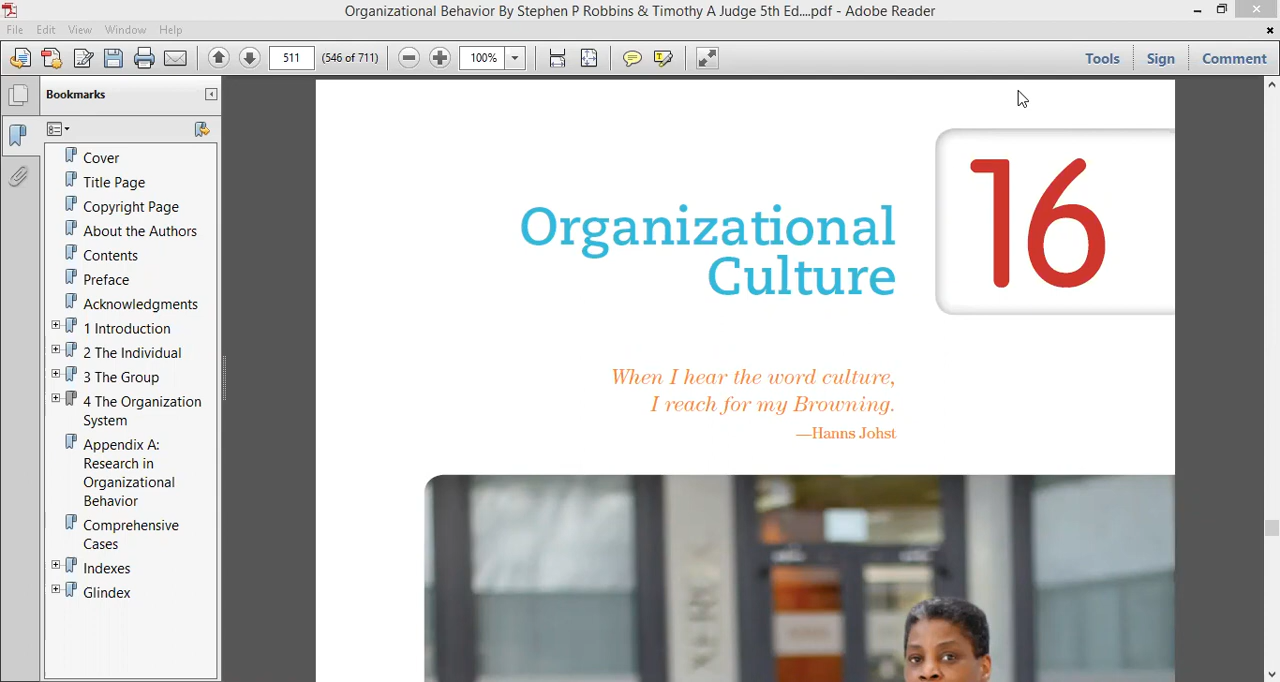 Organizational Behavior By Stephen P Robbins & Timothy A Judge 5th Ed....pdf - Adobe Reader
File Edit View Window Help
511 (546 of 711) 100% Tools Sign Comment
Bookmarks
Cover
Title Page
Copyright Page
About the Authors
Contents
Preface
Acknowledgments
1 Introduction
2 The Individual
3 The Group
4 The Organization
System
Appendix A:
Research in
Organizational
Behavior
Comprehensive
Cases
Indexes
Glindex
16
Organizational
Culture
When I hear the word culture,
I reach for my Browning.
—Hanns Johst
XEROX